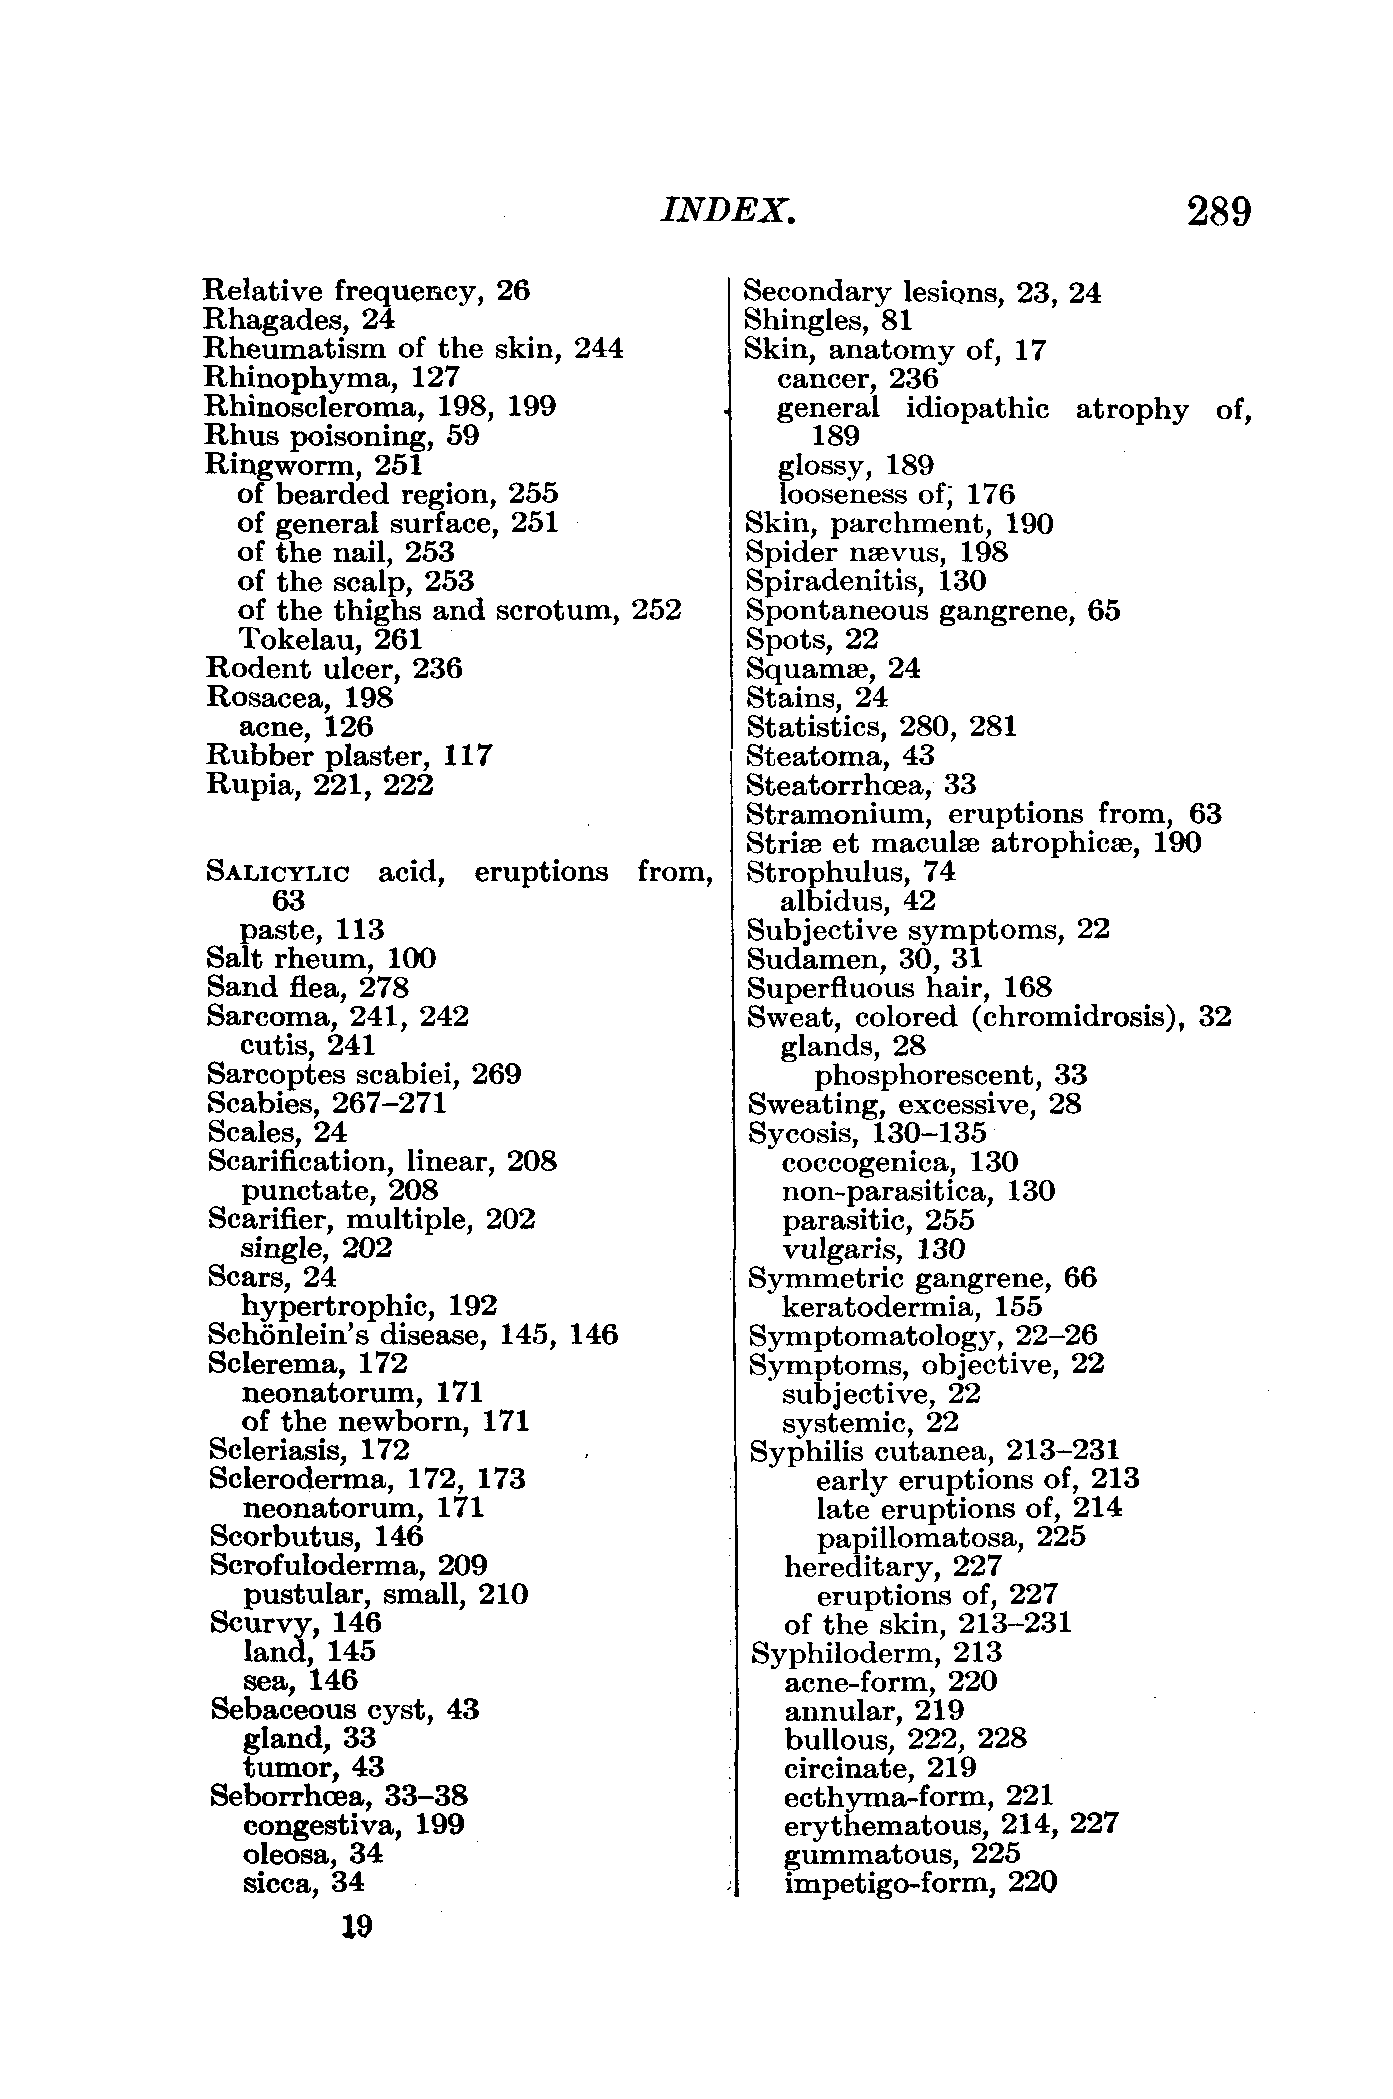 INDEX. 289
Relative frequency, 26
Rhagades, 24
Rheumatism of the skin, 244
Rhinophyma, 127
Rhinoscleroma, 198, 199
Rhus poisoning, 59
Ringworm, 251
of bearded region, 255
of general surface, 251
of the nail, 253
of the scalp, 253
of the thighs and scrotum, 252
Tokelau, 261
Rodent ulcer, 236
Rosacea, 198
acne, 126
Rubber plaster, 117
Rupia, 221, 222
SALICYLIC acid, eruptions from,
63
paste, 113
Salt rheum, 100
Sand flea, 278
Sarcoma, 241, 242
cutis, 241
Sarcoptes scabiei, 269
Scabies, 267–271
Scales, 24
Scarification, linear, 208
punctate, 208
Scarifier, multiple, 202
single, 202
Scars, 24
hypertrophic, 192
Schönlein's disease, 145, 146
Sclerema, 172
neonatorum, 171
of the newborn, 171
Scleriasis, 172
Scleroderma, 172, 173
neonatorum, 171
Scorbutus, 146
Scrofuloderma, 209
pustular, small, 210
Scurvy, 146
land, 145
sea, 146
Sebaceous cyst, 43
gland, 33
tumor, 43
Seborrhœa, 33–38
congestiva, 199
oleosa, 34
sicca, 34
19
Secondary lesions, 23, 24
Shingles, 81
Skin, anatomy of, 17
cancer, 236
general idiopathic atrophy of,
189
glossy, 189
looseness of; 176
Skin, parchment, 190
Spider nævus, 198
Spiradenitis, 130
Spontaneous gangrene, 65
Spots, 22
Squamæ, 24
Stains, 24
Statistics, 280, 281
Steatoma, 43
Steatorrhœa, 33
Stramonium, eruptions from, 63
Striæ et maculæ atrophicæ, 190
Strophulus, 74
albidus, 42
Subjective symptoms, 22
Sudamen, 30, 31
Superfluous hair, 168
Sweat, colored (chromidrosis), 32
glands, 28
phosphorescent, 33
Sweating, excessive, 28
Sycosis, 130–135
coccogenica, 130
non-parasitica, 130
parasitic, 255
vulgaris, 130
Symmetric gangrene, 66
keratodermia, 155
Symptomatology, 22–26
Symptoms, objective, 22
subjective, 22
systemic, 22
Syphilis cutanea, 213–231
early eruptions of, 213
late eruptions of, 214
papillomatosa, 225
hereditary, 227
eruptions of, 227
of the skin, 213–231
Syphiloderm, 213
acne-form, 220
annular, 219
bullous, 222, 228
circinate, 219
ecthyma-form, 221
erythematous, 214, 227
gummatous, 225
impetigo-form, 220